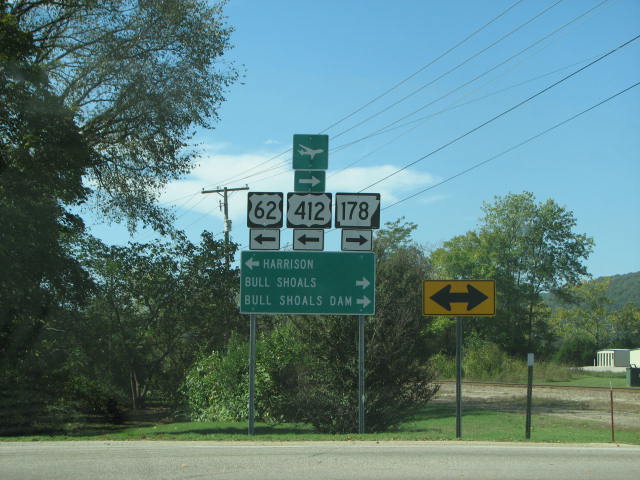 62 412 178
HARRISON
BULL SHOALS
BULL SHOALS DAM